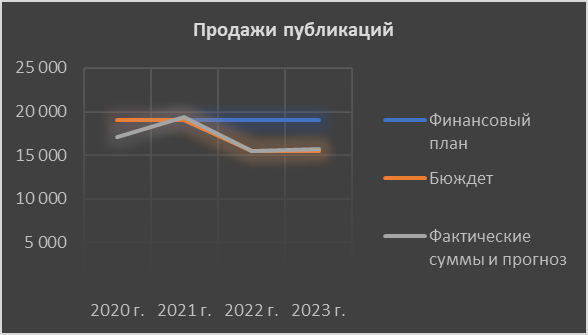 Продажи публикаций
25 000
20 000
15 000
10 000
5 000
2020 г. 2021 г. 2022 г. 2023 г.
Финансовый
план
Бюждет
Фактические
суммы и прогноз